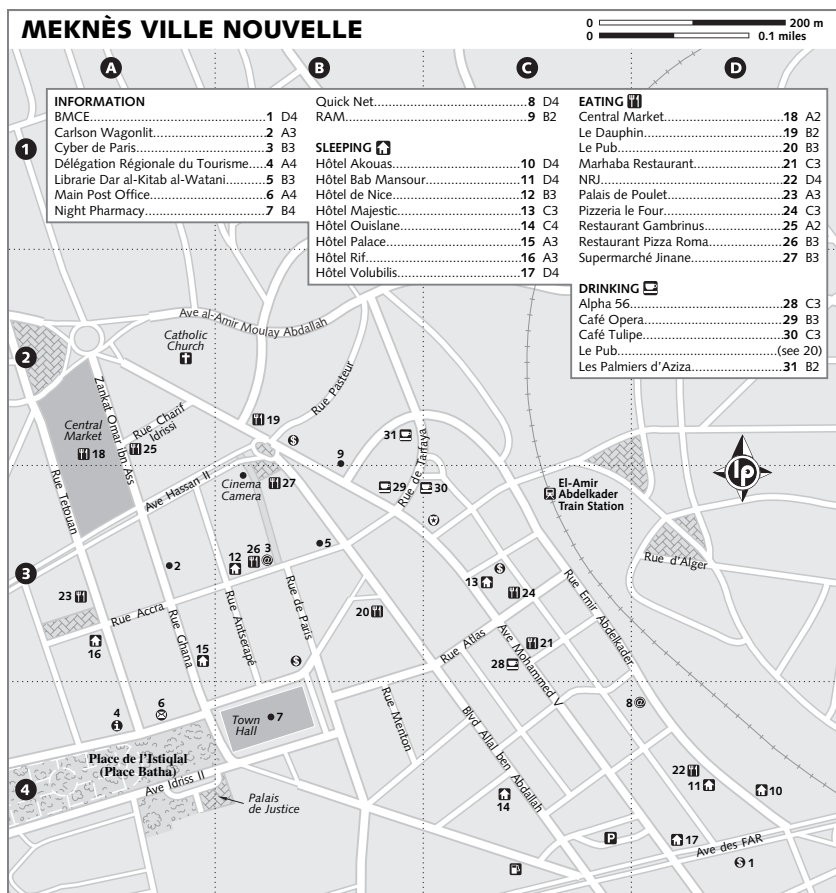 MEKNÈS VILLE NOUVELLE
0 200 m
0 0.1 miles
A B C D
INFORMATION
BMCE 1 D4
Carlson Wagonlit 2 A3
Cyber de Paris 3 B3
Délégation Régionale du Tourisme 4 A4
Librarie Dar al-Kitab al-Watani 5 B3
Main Post Office 6 A4
Night Pharmacy 7 B4
Quick Net 8 D4
RAM 9 B2
SLEEPING
Hôtel Akouas 10 D4
Hôtel Bab Mansour 11 D4
Hôtel de Nice 12 B3
Hôtel Majestic 13 C3
Hôtel Ouislane 14 C4
Hôtel Palace 15 A3
Hôtel Rif 16 A3
Hôtel Volubilis 17 D4
EATING
Central Market 18 A2
Le Dauphin 19 B2
Le Pub 20 B3
Marhaba Restaurant 21 C3
NRJ 22 D4
Palais de Poulet 23 A3
Pizzeria le Four 24 C3
Restaurant Gambrinus 25 A2
Restaurant Pizza Roma 26 B3
Supermarché Jinane 27 B3
DRINKING
Alpha 56 28 C3
Café Opera 29 B3
Café Tulipe 30 C3
Le Pub (see 20)
Les Palmiers d'Aziza 31 B2
1
2
3
4
Ave al-Amir Moulay Abdallah
Catholic
Church
Rue Pasteur
Zankat Omar ibn Ass
Rue Charif
Idrissi
Central
Market
18
25
19
31
9
Rue de Tarfaya
Rue Tetouan
Ave Hassan II
Cinema
Camera
27
29
30
El-Amir
Abdelkader
Train Station
lp
Rue d'Alger
5
26 3
12
2
13
24
23
Rue Accra
Rue Ghana
Rue Antserapé
Rue de Paris
20
Rue Emir Abdelkader
Rue Atlas
Ave Mohammed V
21
28
16
15
4
6
Town
Hall
7
Rue Menton
Blvd Allal ben Abdallah
8
Place de l'Istiqlal
(Place Batha)
Ave Idriss II
Palais
de Justice
22
11
10
14
P
17
Ave des FAR
1